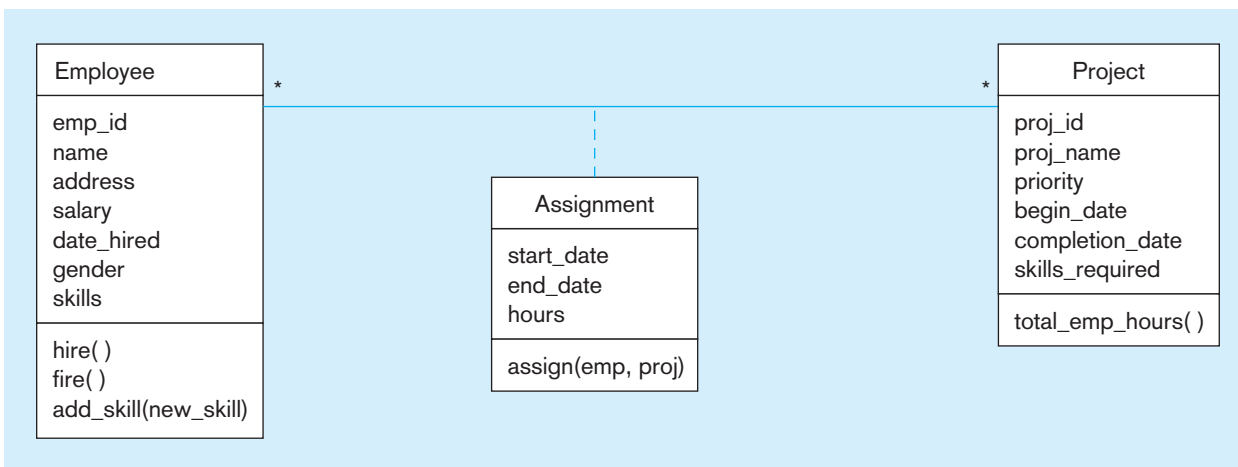 Employee
emp_id
name
address
salary
date_hired
gender
skills
hire( )
fire( )
add_skill(new_skill)
*
*
Assignment
start_date
end_date
hours
assign(emp, proj)
Project
proj_id
proj_name
priority
begin_date
completion_date
skills_required
total_emp_hours( )